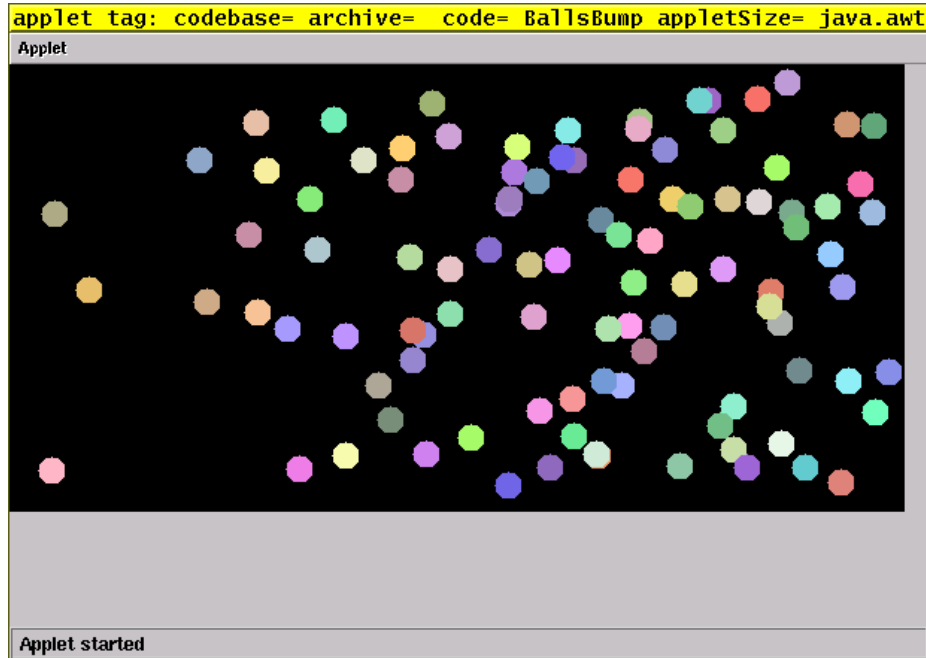 applet tag: codebase= archive=  code= BallsBump appletSize= java.awt
Applet
Applet started